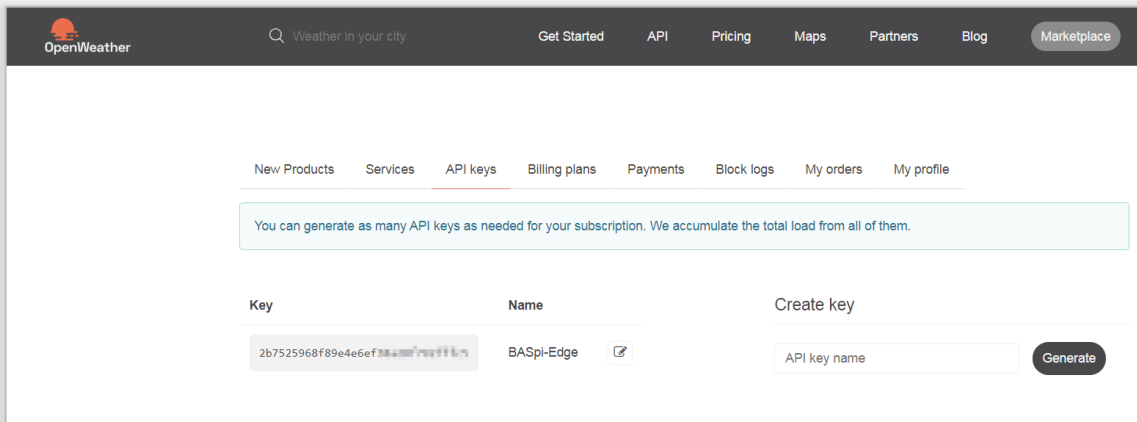 OpenWeather
Weather in your city
Get Started
API
Pricing
Maps
Partners
Blog
Marketplace
New Products
Services
API keys
Billing plans
Payments
Block logs
My orders
My profile
You can generate as many API keys as needed for your subscription. We accumulate the total load from all of them.
Key
Name
Create key
2b7525968f89e4e6ef3
BASpi-Edge
API key name
Generate